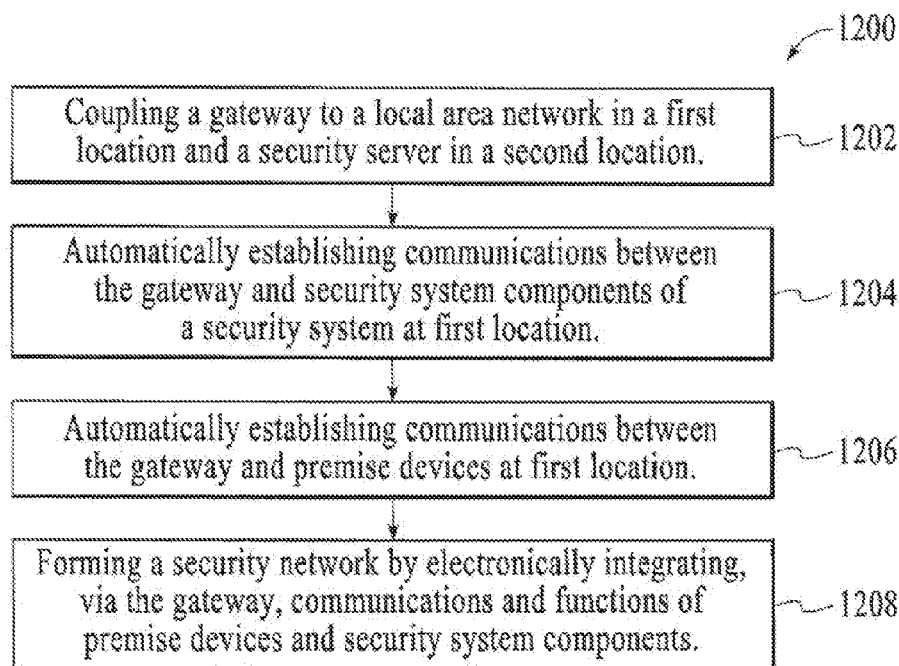 1200
Coupling a gateway to a local area network in a first
location and a security server in a second location.
1202
Automatically establishing communications between
the gateway and security system components of
a security system at first location.
1204
Automatically establishing communications between
the gateway and premise devices at first location.
1206
Forming a security network by electronically integrating,
via the gateway, communications and functions of
premise devices and security system components.
1208